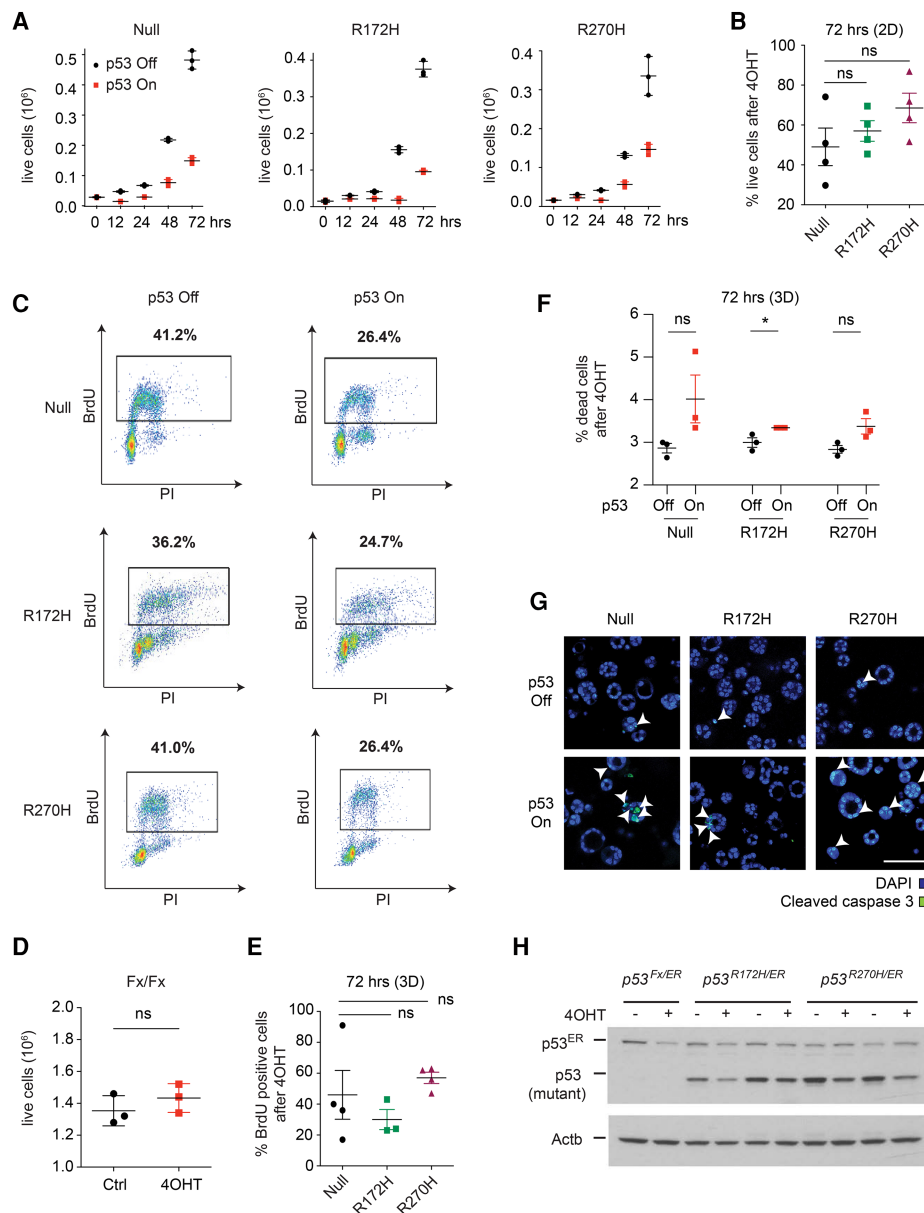 A
Null
R172H
R270H
live cells (10⁶)
0.5
0.4
0.3
0.2
0.1
0.0
p53 Off
p53 On
0 12 24 48 72 hrs
live cells (10⁶)
0.4
0.3
0.2
0.1
0.0
0 12 24 48 72 hrs
live cells (10⁶)
0.4
0.3
0.2
0.1
0.0
0 12 24 48 72 hrs
B
72 hrs (2D)
ns
ns
% live cells after 4OHT
100
80
60
40
20
Null
R172H
R270H
C
p53 Off
p53 On
Null
41.2%
26.4%
BrdU
BrdU
PI
PI
R172H
36.2%
24.7%
BrdU
BrdU
PI
PI
R270H
41.0%
26.4%
BrdU
BrdU
PI
PI
D
Fx/Fx
ns
live cells (10⁶)
1.8
1.6
1.4
1.2
1.0
Ctrl
4OHT
E
72 hrs (3D)
ns
ns
% BrdU positive cells
after 4OHT
100
80
60
40
20
0
Null
R172H
R270H
F
72 hrs (3D)
ns
*
ns
% dead cells
after 4OHT
6
5
4
3
2
p53
Off On Off On Off On
Null
R172H
R270H
G
Null
R172H
R270H
p53
Off
p53
On
DAPI
Cleaved caspase 3
H
p53^Fx/ER
p53^R172H/ER
p53^R270H/ER
4OHT
- + - + - + - + - +
p53^ER
p53
(mutant)
Actb